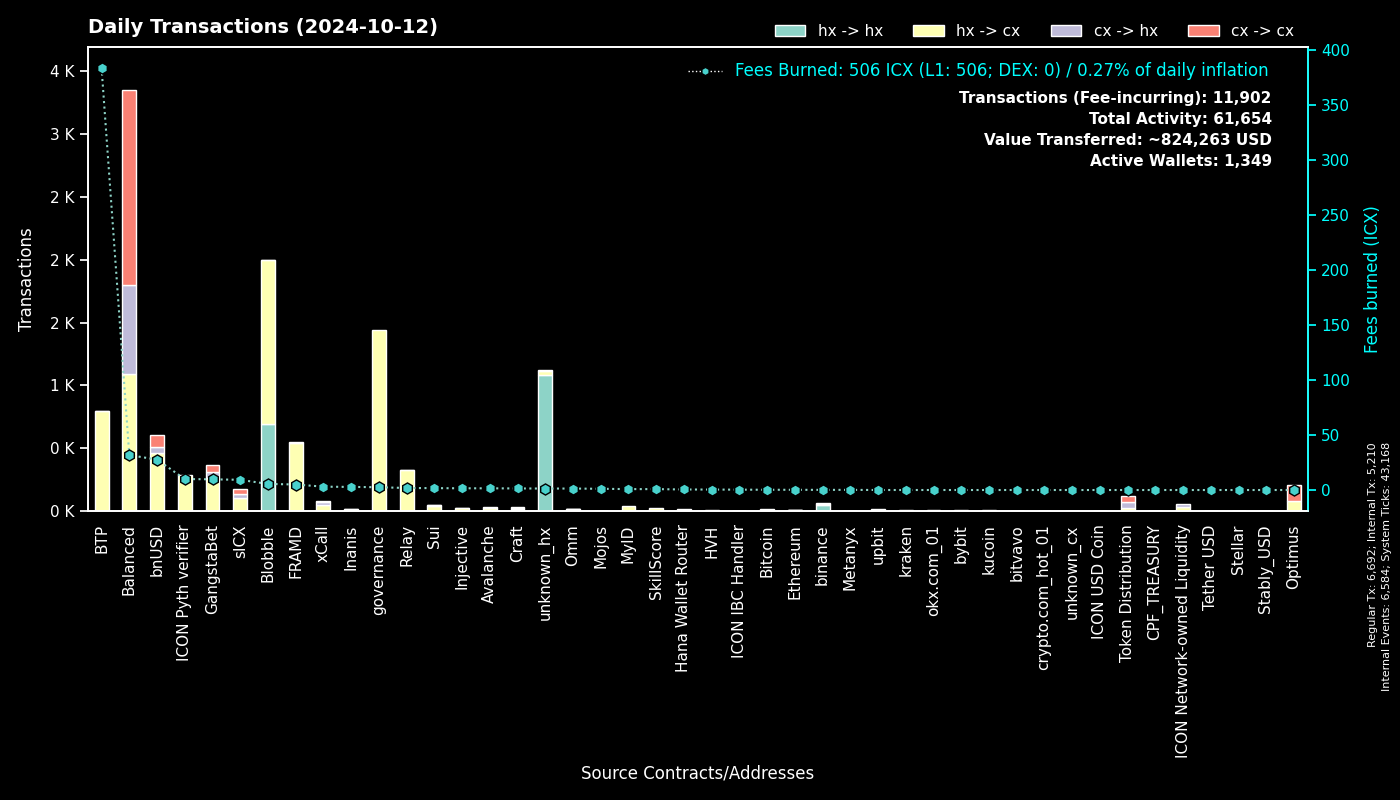 Daily Transactions (2024-10-12)
hx -> hx
hx -> cx
cx -> hx
cx -> cx
Fees Burned: 506 ICX (L1: 506; DEX: 0) / 0.27% of daily inflation
Transactions (Fee-incurring): 11,902
Total Activity: 61,654
Value Transferred: ~824,263 USD
Active Wallets: 1,349
Transactions
4 K
3 K
2 K
2 K
2 K
1 K
0 K
0 K
400
350
300
250
200
150
100
50
0
Fees burned (ICX)
BTP
Balanced
bnUSD
ICON Pyth verifier
GangstaBet
sICX
Blobble
FRAMD
xCall
Inanis
governance
Relay
Sui
Injective
Avalanche
Craft
unknown_hx
Omm
Mojos
MyID
SkillScore
Hana Wallet Router
HVH
ICON IBC Handler
Bitcoin
Ethereum
binance
Metanyx
upbit
kraken
okx.com_01
bybit
kucoin
bitvavo
crypto.com_hot_01
unknown_cx
ICON USD Coin
Token Distribution
CPF_TREASURY
ICON Network-owned Liquidity
Tether USD
Stellar
Stably_USD
Optimus
Source Contracts/Addresses
Regular Tx: 6,692; Internal Tx: 5,210
Internal Events: 6,584; System Ticks: 43,168